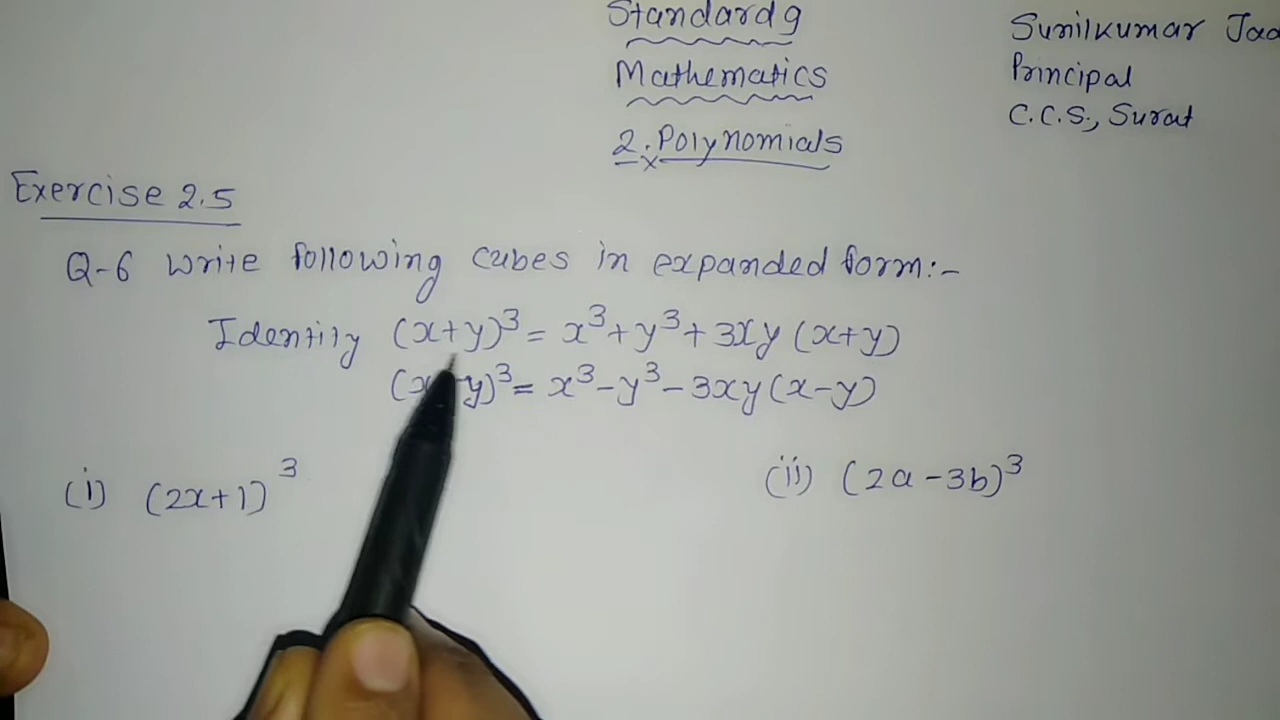 Standard 9
Mathematics
2. Polynomials
Sunilkumar
Principal
C.C.S., Surat
Exercise 2.5
Q-6 Write following cubes in expanded form:-
Identity (x+y)³ = x³+y³+3xy (x+y)
(x-y)³= x³-y³-3xy(x-y)
(i) (2x+1)³
(ii) (2a-3b)³